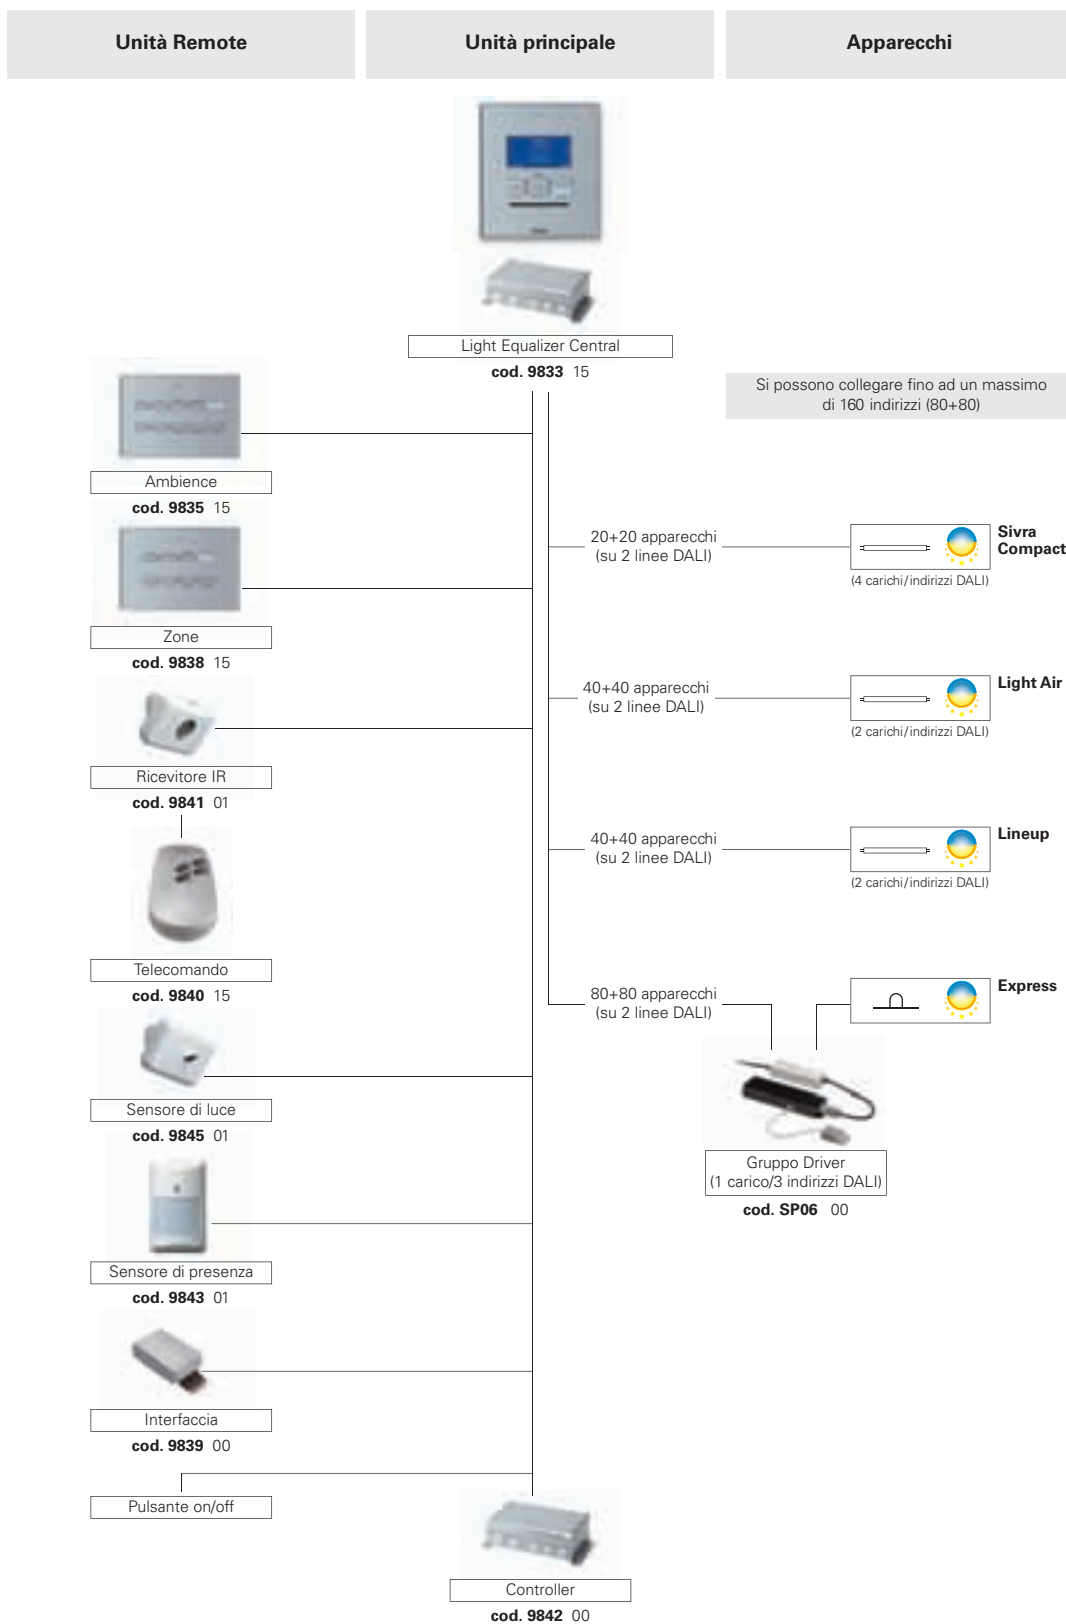 Unità Remote
Unità principale
Apparecchi
Light Equalizer Central
cod. 9833 15
Si possono collegare fino ad un massimo
di 160 indirizzi (80+80)
Ambience
cod. 9835 15
Zone
cod. 9838 15
Ricevitore IR
cod. 9841 01
Telecomando
cod. 9840 15
Sensore di luce
cod. 9845 01
Sensore di presenza
cod. 9843 01
Interfaccia
cod. 9839 00
Pulsante on/off
20+20 apparecchi
(su 2 linee DALI)
Sivra
Compact
(4 carichi/indirizzi DALI)
40+40 apparecchi
(su 2 linee DALI)
Light Air
(2 carichi/indirizzi DALI)
40+40 apparecchi
(su 2 linee DALI)
Lineup
(2 carichi/indirizzi DALI)
80+80 apparecchi
(su 2 linee DALI)
Express
Gruppo Driver
(1 carico/3 indirizzi DALI)
cod. SP06 00
Controller
cod. 9842 00